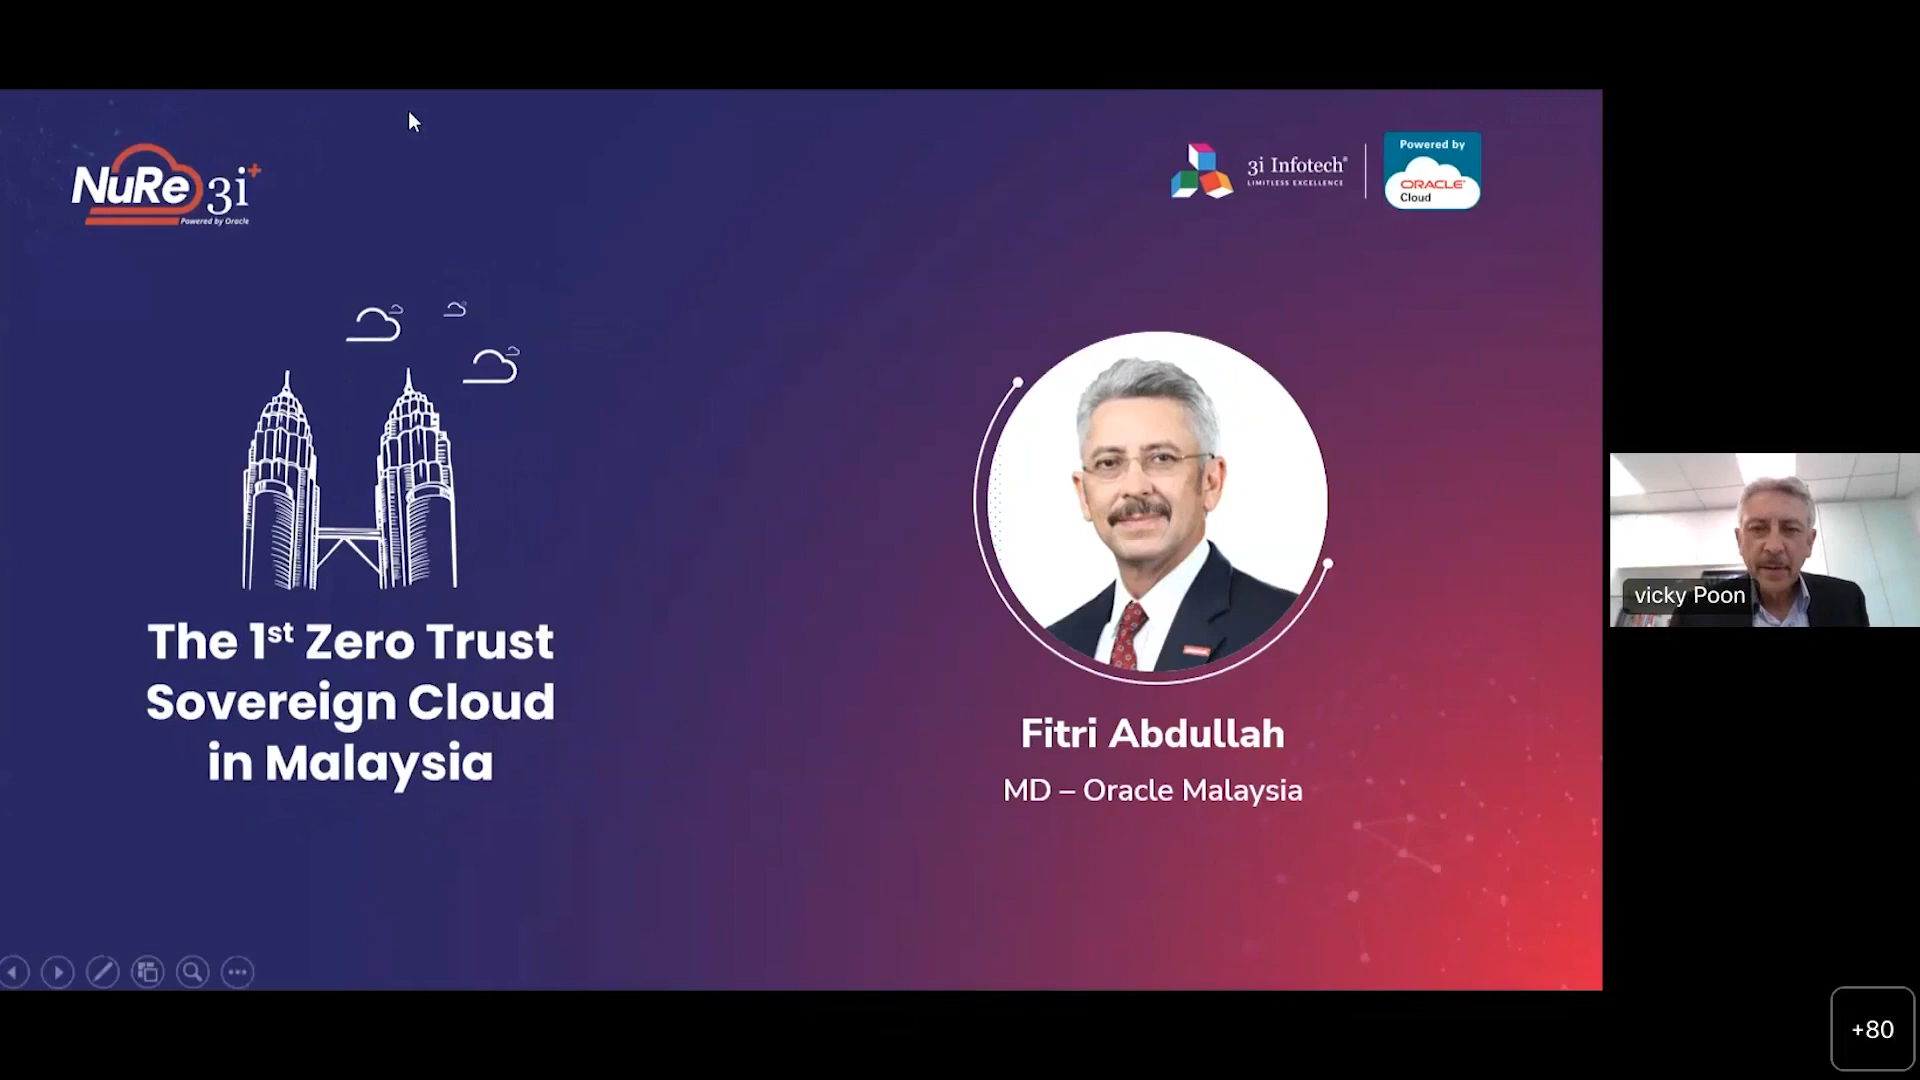 NuRe 3i+
Powered by Oracle
3i Infotech®
LIMITLESS EXCELLENCE
Powered by
ORACLE
Cloud
The 1st Zero Trust
Sovereign Cloud
in Malaysia
Fitri Abdullah
MD – Oracle Malaysia
vicky Poon
+80